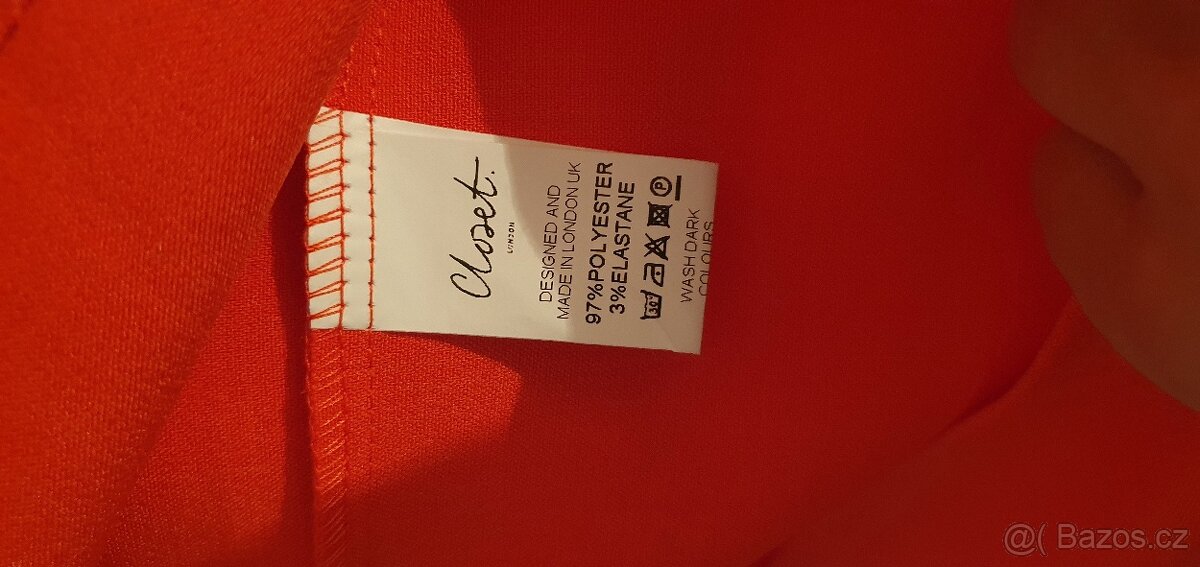 Closet.
LONDON
DESIGNED AND
MADE IN LONDON UK
97%POLYESTER
3%ELASTANE
30°
P
WASH DARK
COLOURS
@( Bazos.cz